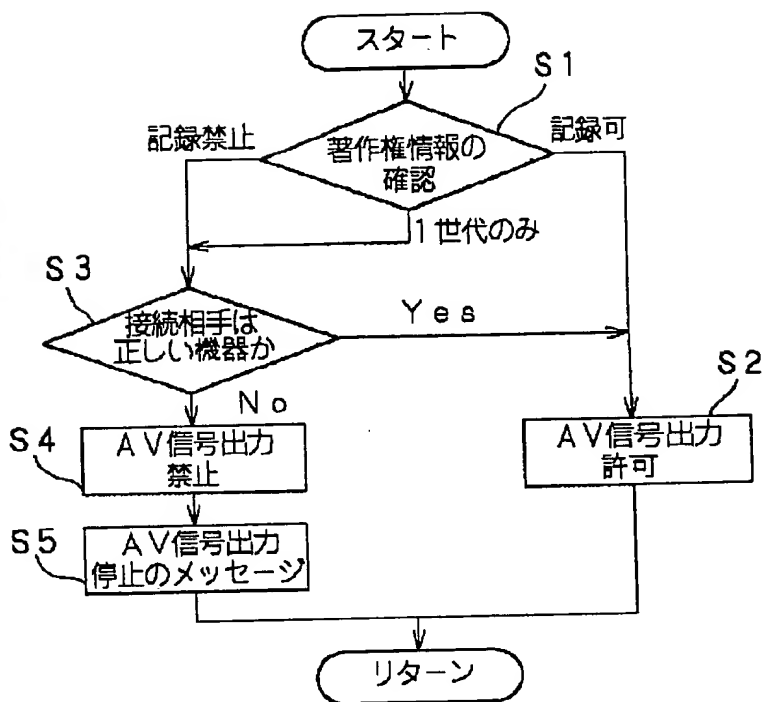 スタート
S1
記録禁止
記録可
著作権情報の
確認
1世代のみ
S3
接続相手は
正しい機器か
Yes
No
S2
S4
AV信号出力
禁止
AV信号出力
許可
S5
AV信号出力
停止のメッセージ
リターン